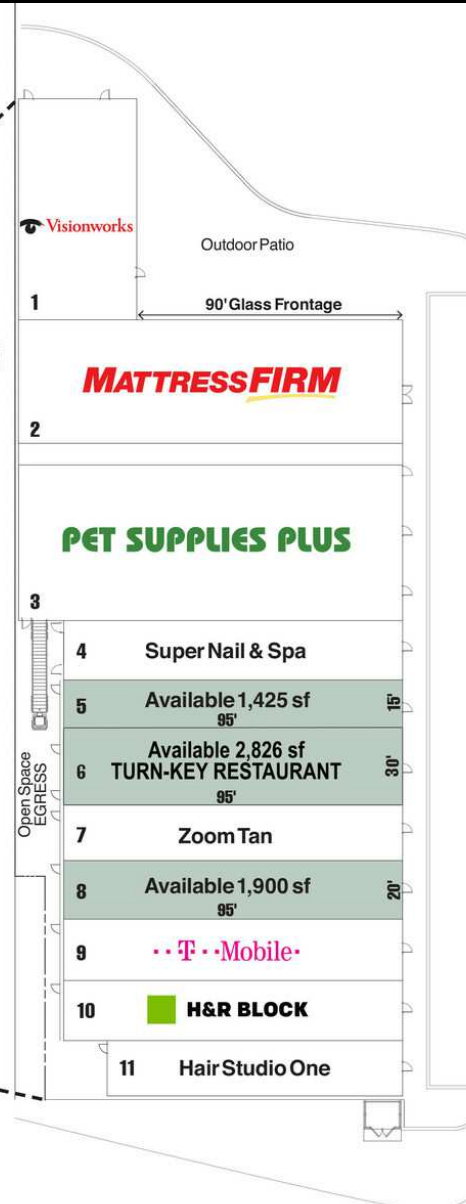 Visionworks
Outdoor Patio
1
90' Glass Frontage
MATTRESSFIRM
2
PET SUPPLIES PLUS
3
4 Super Nail & Spa
5 Available 1,425 sf 15'
95'
Available 2,826 sf
6 TURN-KEY RESTAURANT 30'
95'
Open Space
EGRESS
7 Zoom Tan
8 Available 1,900 sf 20'
95'
9 T Mobile
10 H&R BLOCK
11 Hair Studio One